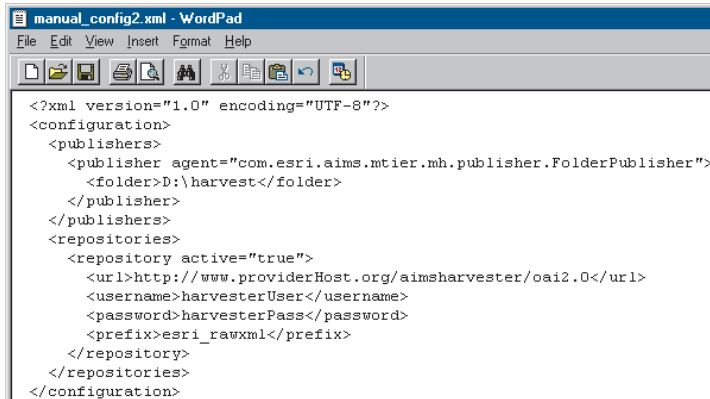 manual_config2.xml - WordPad
File Edit View Insert Format Help
<?xml version="1.0" encoding="UTF-8"?>
<configuration>
<publishers>
<publisher agent="com.esri.aims.mtier.mh.publisher.FolderPublisher">
<folder>D:\harvest</folder>
</publisher>
</publishers>
<repositories>
<repository active="true">
<url>http://www.providerHost.org/aimsharvester/oai2.0</url>
<username>harvesterUser</username>
<password>harvesterPass</password>
<prefix>esri_rawxml</prefix>
</repository>
</repositories>
</configuration>